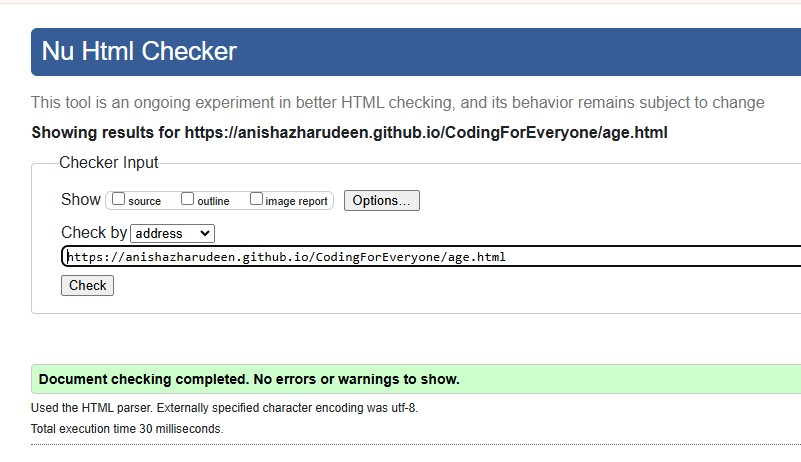 Nu Html Checker
This tool is an ongoing experiment in better HTML checking, and its behavior remains subject to change
Showing results for https://anishazharudeen.github.io/CodingForEveryone/age.html
Checker Input
Show source outline image report Options...
Check by address
https://anishazharudeen.github.io/CodingForEveryone/age.html
Check
Document checking completed. No errors or warnings to show.
Used the HTML parser. Externally specified character encoding was utf-8.
Total execution time 30 milliseconds.